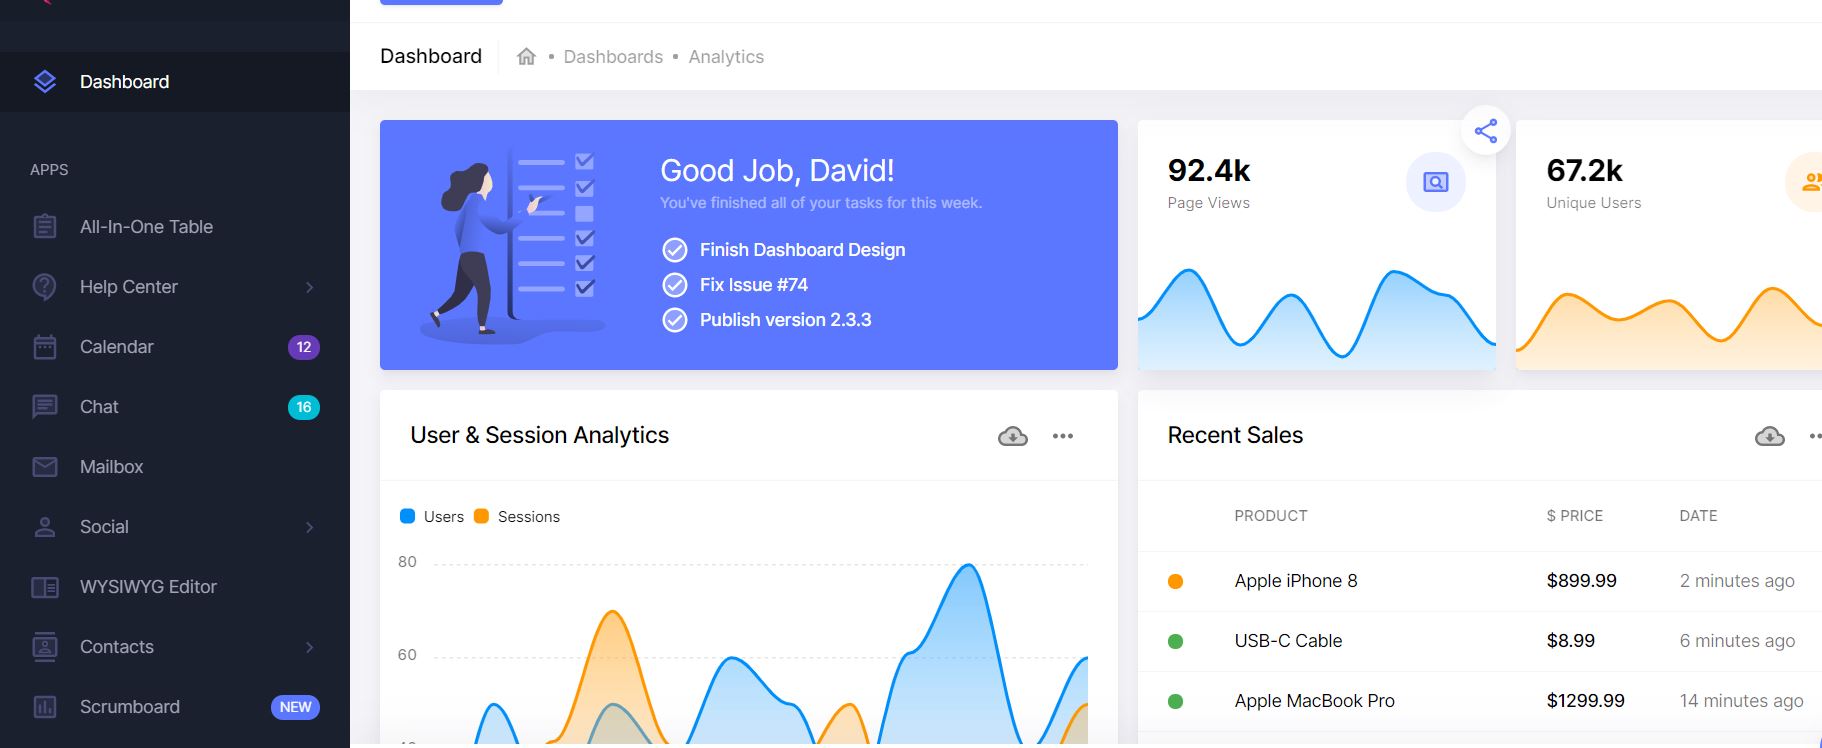 Dashboard
APPS
All-In-One Table
Help Center
Calendar 12
Chat 16
Mailbox
Social
WYSIWYG Editor
Contacts
Scrumboard NEW
Dashboard • Dashboards • Analytics
Good Job, David!
You've finished all of your tasks for this week.
Finish Dashboard Design
Fix Issue #74
Publish version 2.3.3
92.4k
Page Views
67.2k
Unique Users
User & Session Analytics
Users Sessions
80
60
Recent Sales
PRODUCT $ PRICE DATE
Apple iPhone 8 $899.99 2 minutes ago
USB-C Cable $8.99 6 minutes ago
Apple MacBook Pro $1299.99 14 minutes ago